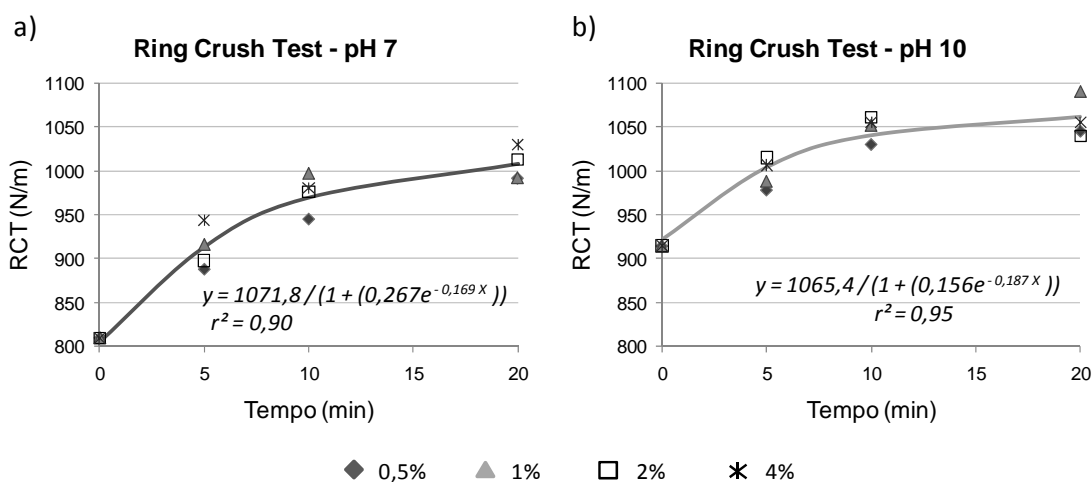 a)
Ring Crush Test - pH 7
1100
1050
1000
950
900
850
800
RCT (N/m)
y = 1071,8 / (1 + (0,267e^-0,169 X))
r² = 0,90
0 5 10 15 20
Tempo (min)
b)
Ring Crush Test - pH 10
1100
1050
1000
950
900
850
800
RCT (N/m)
y = 1065,4 / (1 + (0,156e^-0,187 X))
r² = 0,95
0 5 10 15 20
Tempo (min)
0,5% 1% 2% 4%